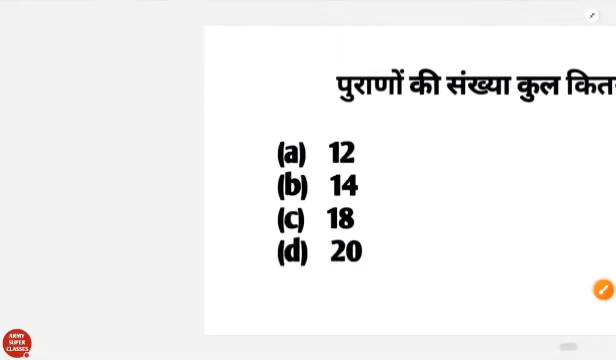 पुराणों की संख्या कुल
(a) 12
(b) 14
(c) 18
(d) 20
ARMY
SUPER
CLASSES